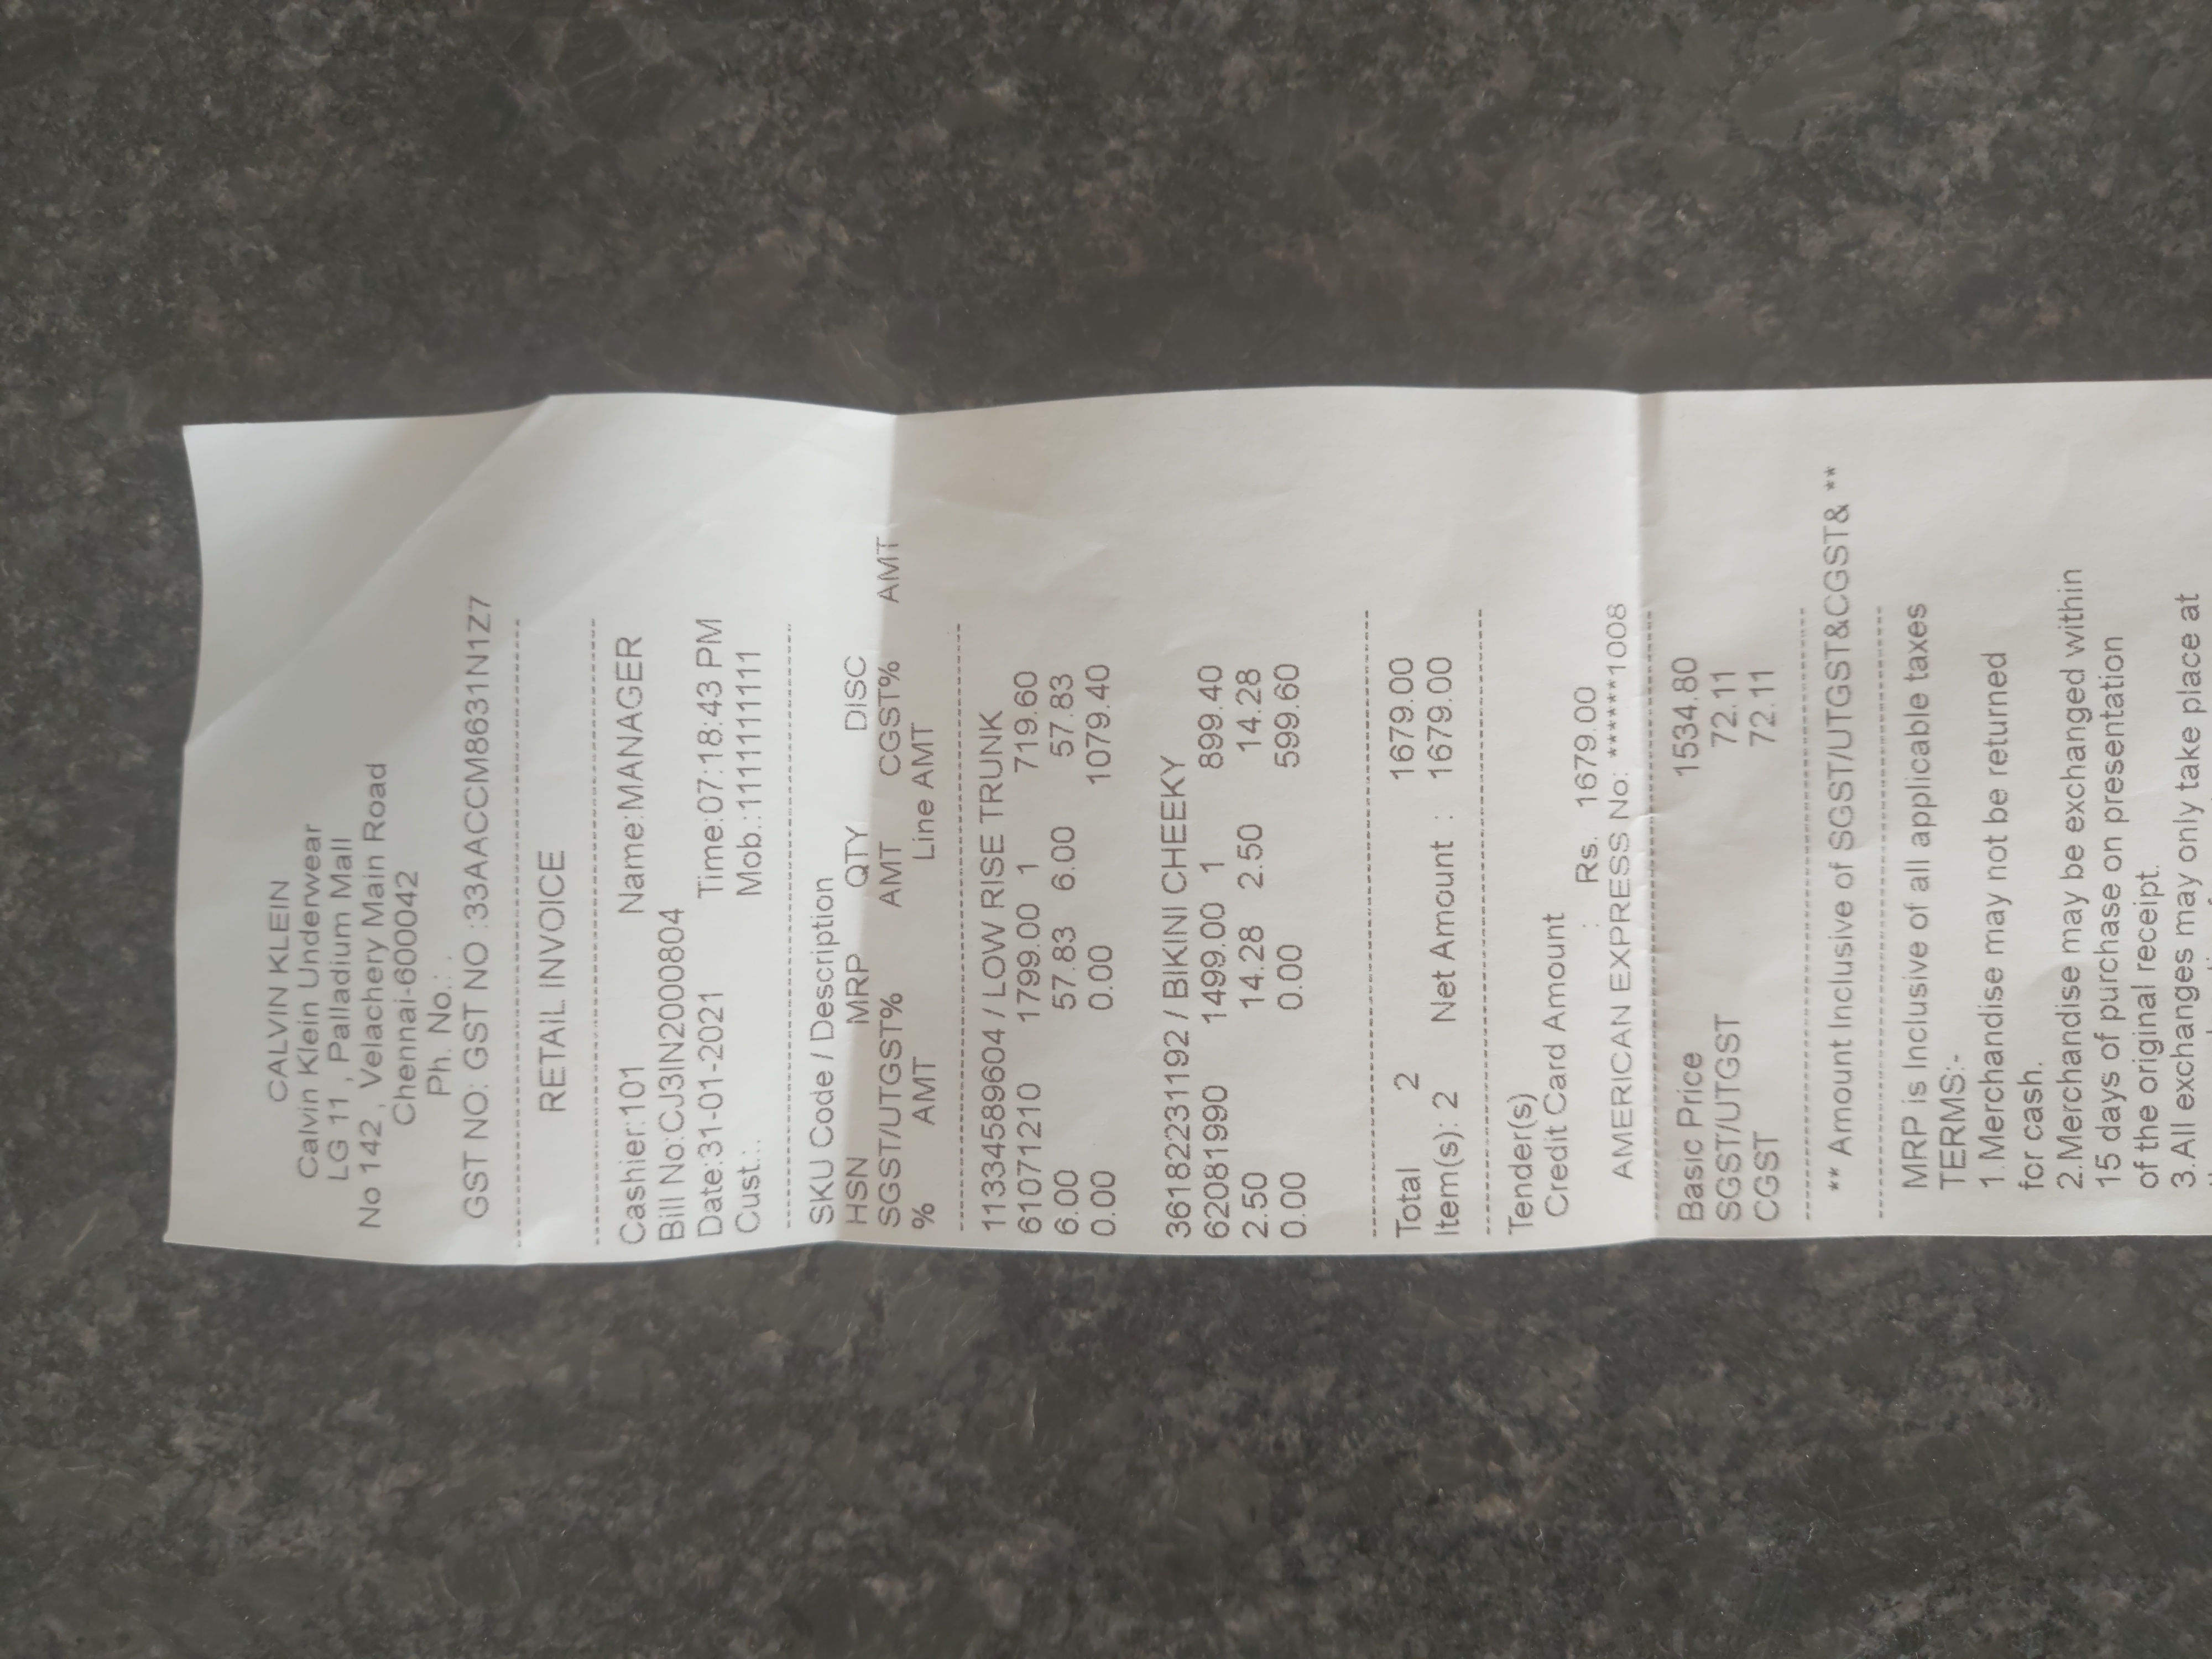 CALVIN KLEIN
Calvin Klein Underwear
LG 11 , Palladium Mall
No 142 , Velachery Main Road
Chennai-600042
Ph. No.: .
GST NO: GST NO :33AACCM8631N1Z7
RETAIL INVOICE
Cashier:101 Name:MANAGER
Bill No:CJ3IN2000804
Date:31-01-2021 Time:07:18:43 PM
Cust.:. Mob.:1111111111
SKU Code / Description
HSN MRP QTY DISC
SGST/UTGST% AMT CGST% AMT
% AMT Line AMT
11334589604 / LOW RISE TRUNK
61071210 1799.00 1 719.60
6.00 57.83 6.00 57.83
0.00 0.00 1079.40
36182231192 / BIKINI CHEEKY
62081990 1499.00 1 899.40
2.50 14.28 2.50 14.28
0.00 0.00 599.60
Total 2 1679.00
Item(s): 2 Net Amount : 1679.00
Tender(s)
Credit Card Amount
: Rs. 1679.00
AMERICAN EXPRESS No: ******1008
Basic Price 1534.80
SGST/UTGST 72.11
CGST 72.11
** Amount Inclusive of SGST/UTGST&CGST& **
MRP is Inclusive of all applicable taxes
TERMS:-
1.Merchandise may not be returned
for cash.
2.Merchandise may be exchanged within
15 days of purchase on presentation
of the original receipt.
3.All exchanges may only take place at